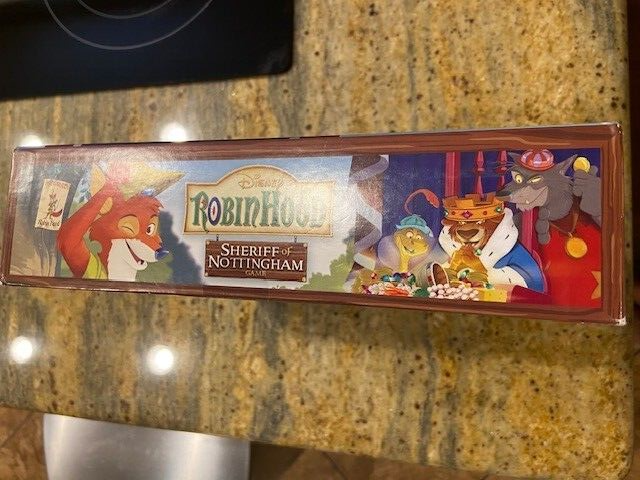 DISNEY
ROBIN HOOD
SHERIFF OF
NOTTINGHAM
GAME